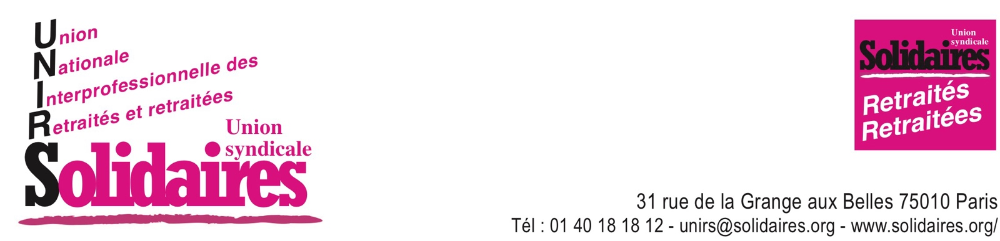 Union
Nationale
Interprofessionnelle des
Retraités et retraitées
Union
syndicale
Solidaires
Union
syndicale
Solidaires
Retraités
Retraitées
31 rue de la Grange aux Belles 75010 Paris
Tél : 01 40 18 18 12 - unirs@solidaires.org - www.solidaires.org/